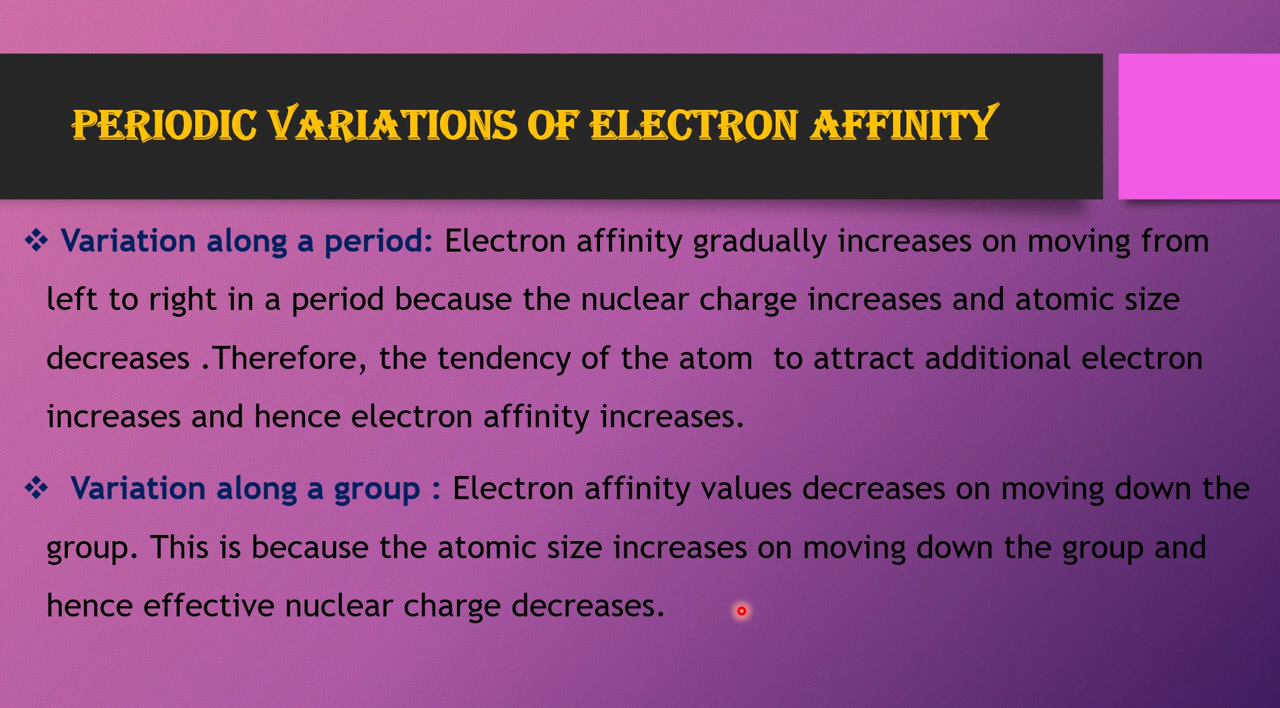 PERIODIC VARIATIONS OF ELECTRON AFFINITY
❖ Variation along a period: Electron affinity gradually increases on moving from
left to right in a period because the nuclear charge increases and atomic size
decreases .Therefore, the tendency of the atom  to attract additional electron
increases and hence electron affinity increases.
❖ Variation along a group : Electron affinity values decreases on moving down the
group. This is because the atomic size increases on moving down the group and
hence effective nuclear charge decreases.